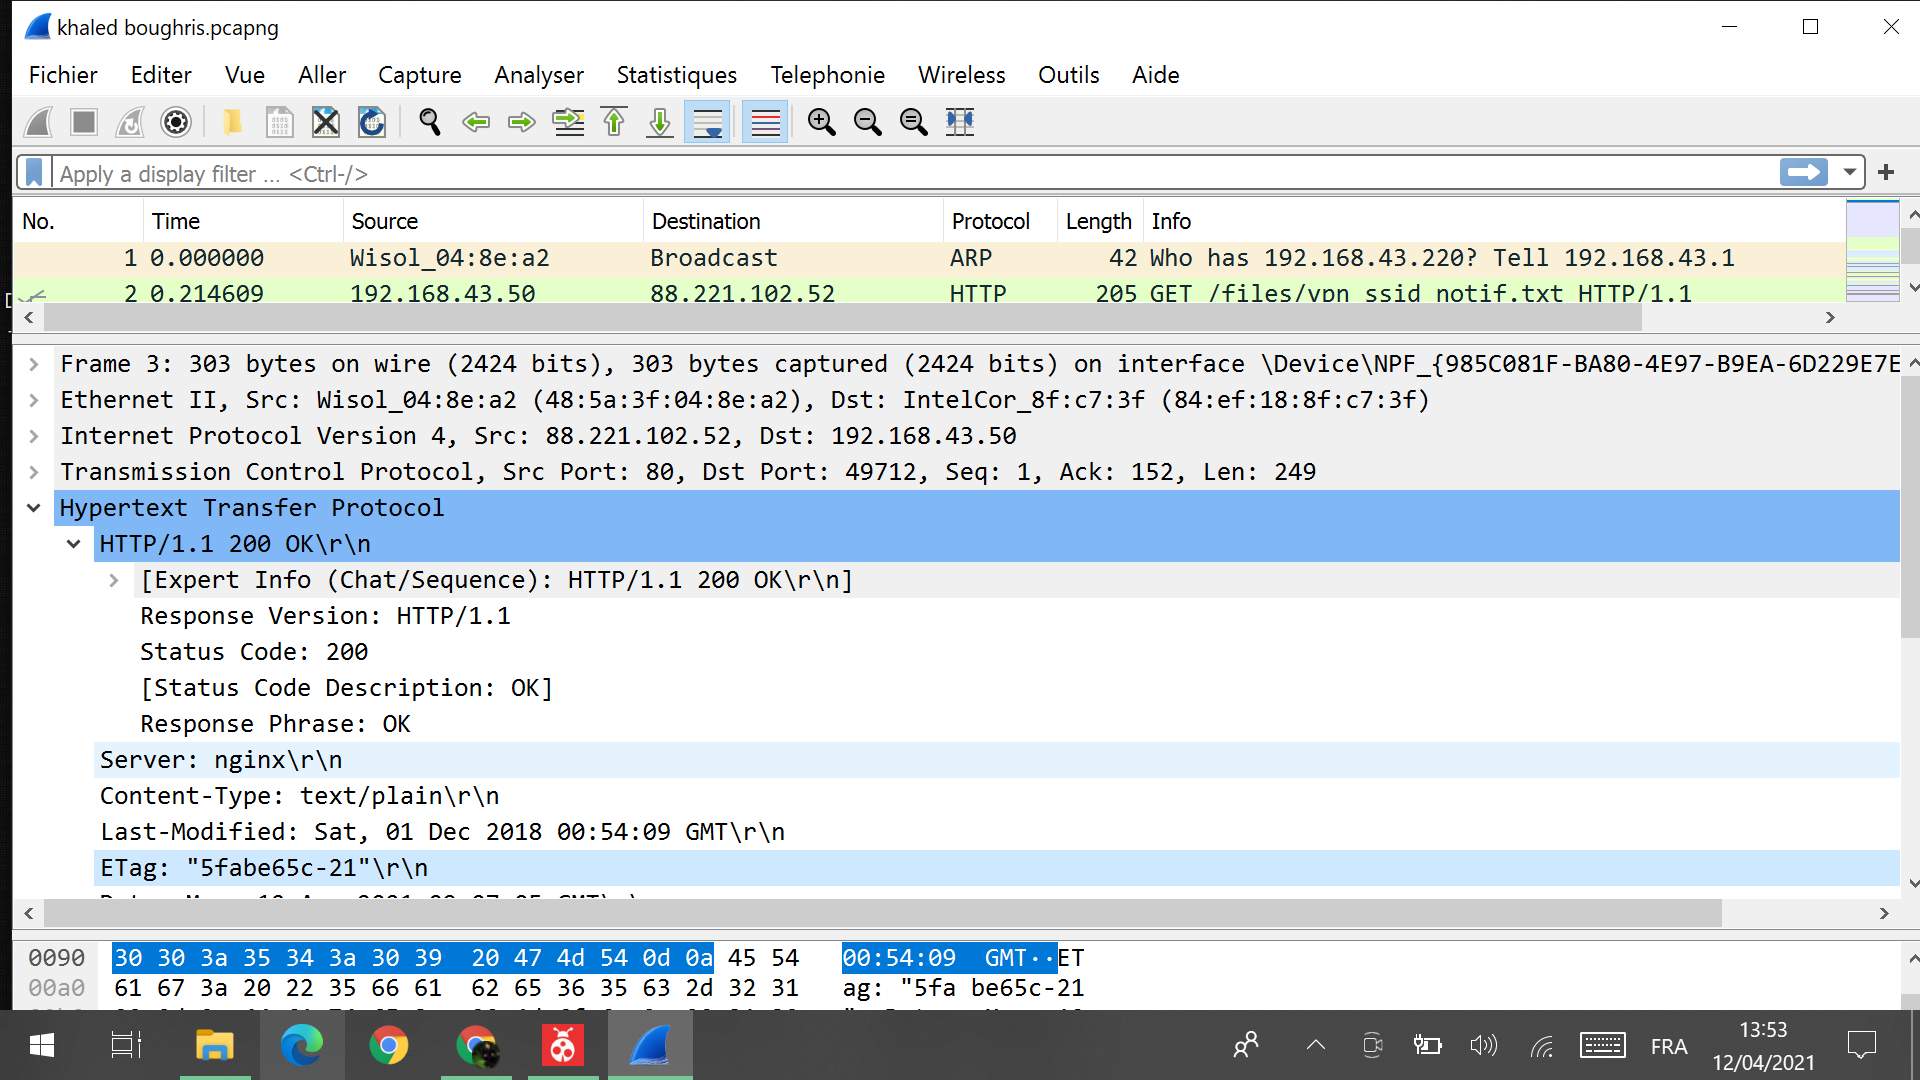 khaled boughris.pcapng
Fichier Editer Vue Aller Capture Analyser Statistiques Telephonie Wireless Outils Aide
Apply a display filter … <Ctrl-/>
No. Time Source Destination Protocol Length Info
1 0.000000 Wisol_04:8e:a2 Broadcast ARP 42 Who has 192.168.43.220? Tell 192.168.43.1
2 0.214609 192.168.43.50 88.221.102.52 HTTP 205 GET /files/vpn_ssid_notif.txt HTTP/1.1
Frame 3: 303 bytes on wire (2424 bits), 303 bytes captured (2424 bits) on interface \Device\NPF_{985C081F-BA80-4E97-B9EA-6D229E7E
Ethernet II, Src: Wisol_04:8e:a2 (48:5a:3f:04:8e:a2), Dst: IntelCor_8f:c7:3f (84:ef:18:8f:c7:3f)
Internet Protocol Version 4, Src: 88.221.102.52, Dst: 192.168.43.50
Transmission Control Protocol, Src Port: 80, Dst Port: 49712, Seq: 1, Ack: 152, Len: 249
Hypertext Transfer Protocol
HTTP/1.1 200 OK\r\n
[Expert Info (Chat/Sequence): HTTP/1.1 200 OK\r\n]
Response Version: HTTP/1.1
Status Code: 200
[Status Code Description: OK]
Response Phrase: OK
Server: nginx\r\n
Content-Type: text/plain\r\n
Last-Modified: Sat, 01 Dec 2018 00:54:09 GMT\r\n
ETag: "5fabe65c-21"\r\n
0090 30 30 3a 35 34 3a 30 39 20 47 4d 54 0d 0a 45 54 00:54:09 GMT··ET
00a0 61 67 3a 20 22 35 66 61 62 65 36 35 63 2d 32 31 ag: "5fa be65c-21
FRA
13:53
12/04/2021